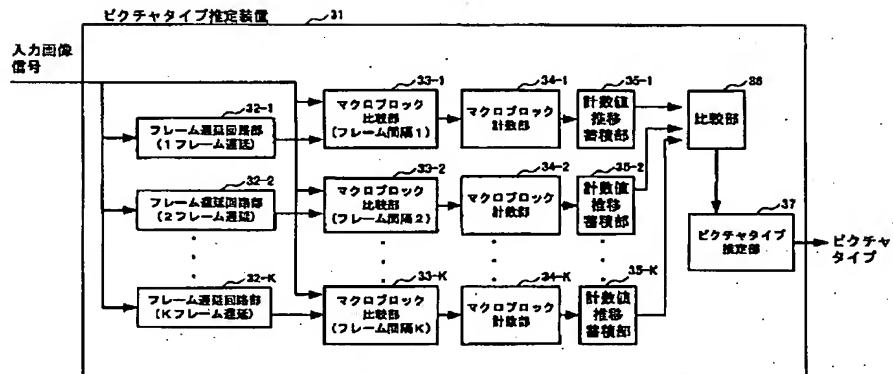 ピクチャタイプ推定装置
31
入力画像
信号
32-1
フレーム遅延回路部
(1フレーム遅延)
33-1
マクロブロック
比較部
(フレーム間隔1)
34-1
マクロブロック
計数部
35-1
計数値
推移
蓄積部
36
比較部
32-2
フレーム遅延回路部
(2フレーム遅延)
33-2
マクロブロック
比較部
(フレーム間隔2)
34-2
マクロブロック
計数部
35-2
計数値
推移
蓄積部
37
ピクチャタイプ
推定部
ピクチャ
タイプ
32-K
フレーム遅延回路部
(Kフレーム遅延)
33-K
マクロブロック
比較部
(フレーム間隔K)
34-K
マクロブロック
計数部
35-K
計数値
推移
蓄積部